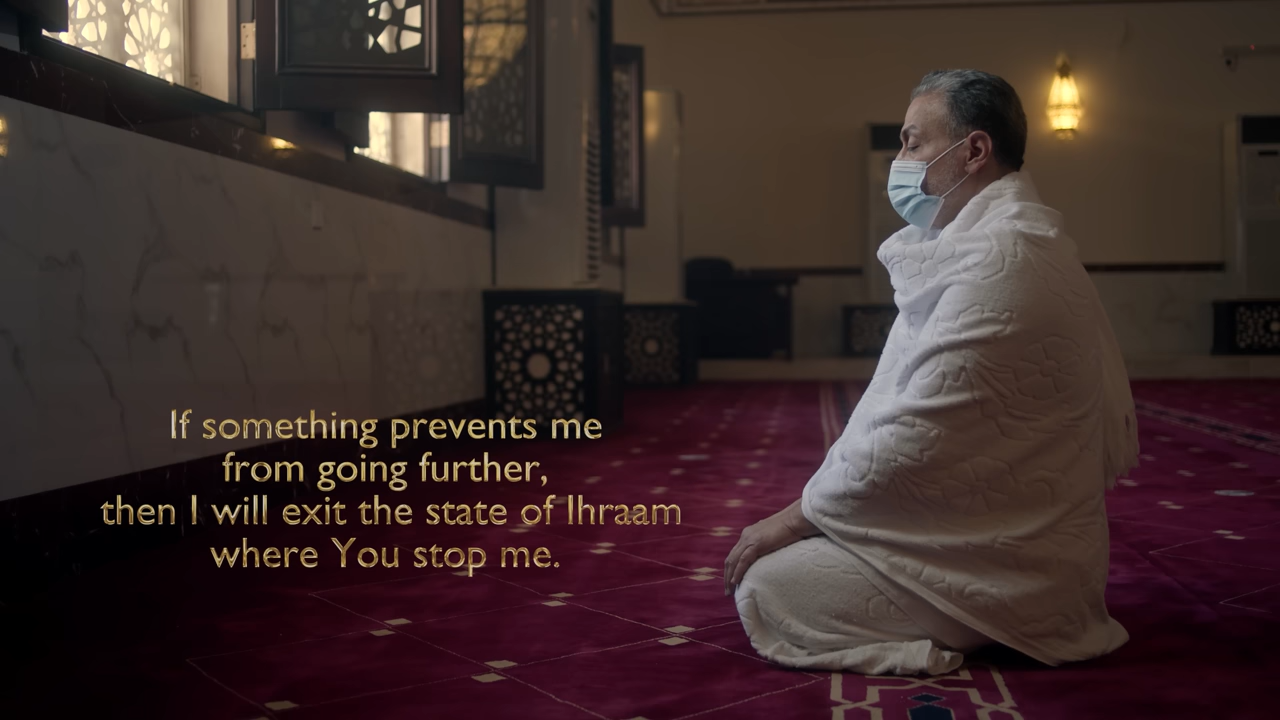 If something prevents me
from going further,
then I will exit the state of Ihraam
where You stop me.